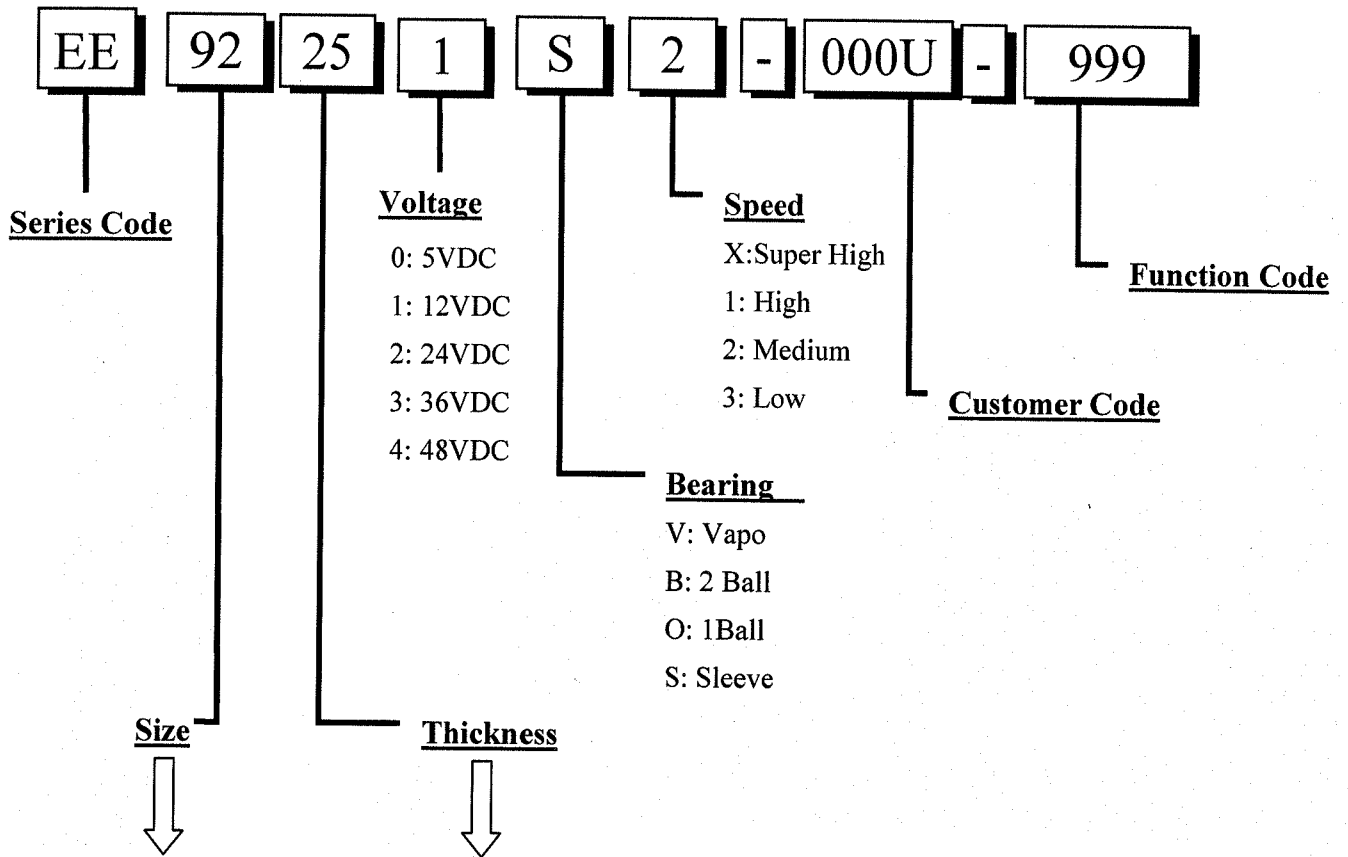 EE 92 25 1 S 2 - 000U - 999
Series Code
Voltage
0: 5VDC
1: 12VDC
2: 24VDC
3: 36VDC
4: 48VDC
Speed
X:Super High
1: High
2: Medium
3: Low
Function Code
Customer Code
Bearing
V: Vapo
B: 2 Ball
O: 1Ball
S: Sleeve
Size
Thickness